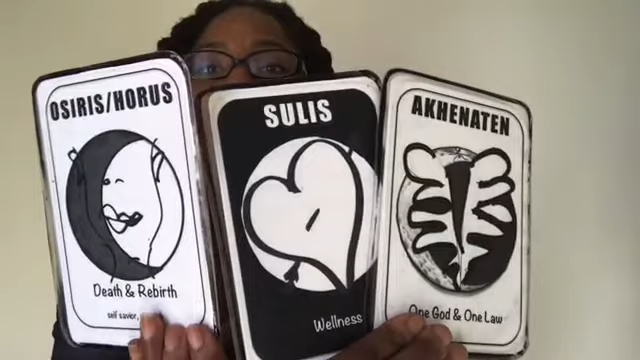 OSIRIS/HORUS
Death & Rebirth
self savior,
SULIS
Wellness
AKHENATEN
One God & One Law